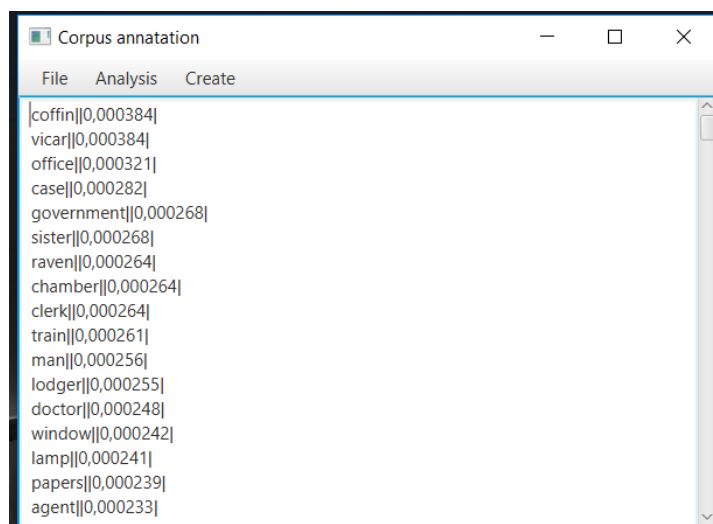 Corpus annatation
File Analysis Create
coffin||0,000384|
vicar||0,000384|
office||0,000321|
case||0,000282|
government||0,000268|
sister||0,000268|
raven||0,000264|
chamber||0,000264|
clerk||0,000264|
train||0,000261|
man||0,000256|
lodger||0,000255|
doctor||0,000248|
window||0,000242|
lamp||0,000241|
papers||0,000239|
agent||0,000233|